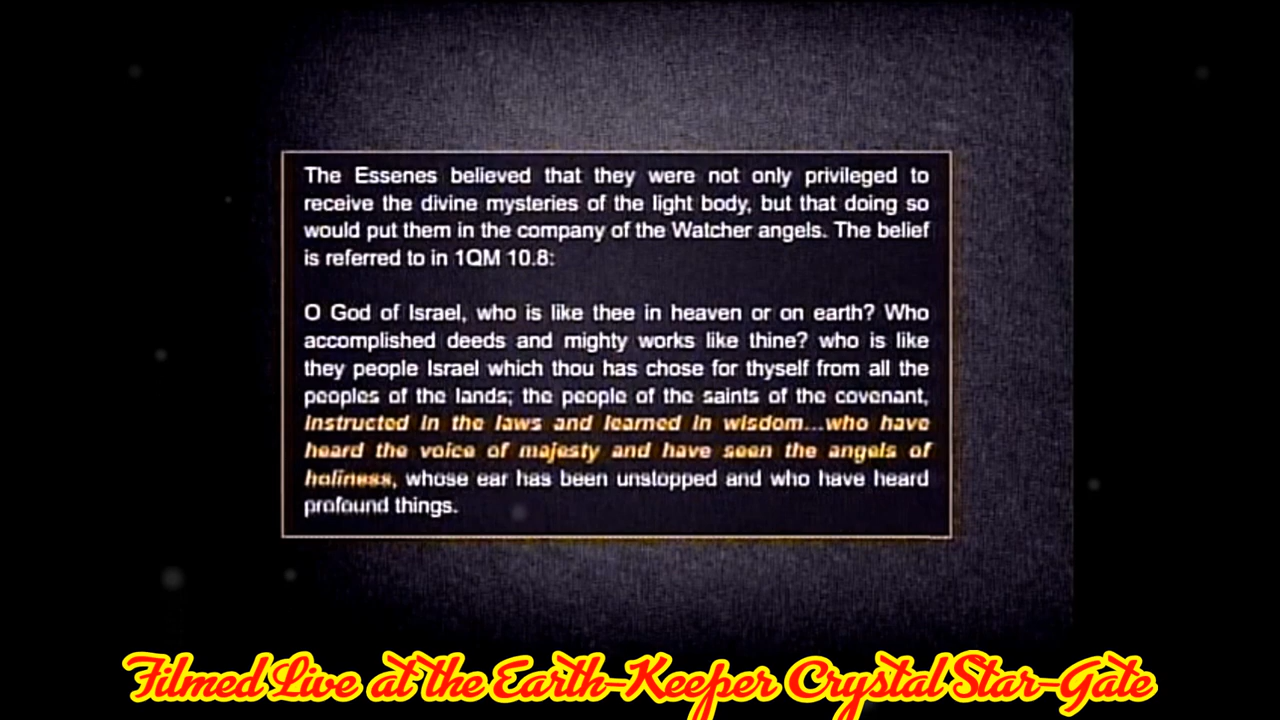 The Essenes believed that they were not only privileged to
receive the divine mysteries of the light body, but that doing so
would put them in the company of the Watcher angels. The belief
is referred to in 1QM 10.8:
O God of Israel, who is like thee in heaven or on earth? Who
accomplished deeds and mighty works like thine? who is like
they people Israel which thou has chose for thyself from all the
peoples of the lands; the people of the saints of the covenant,
instructed in the laws and learned in wisdom...who have
heard the voice of majesty and have seen the angels of
holiness, whose ear has been unstopped and who have heard
profound things.
Filmed Live at the Earth-Keeper Crystal Star-Gate